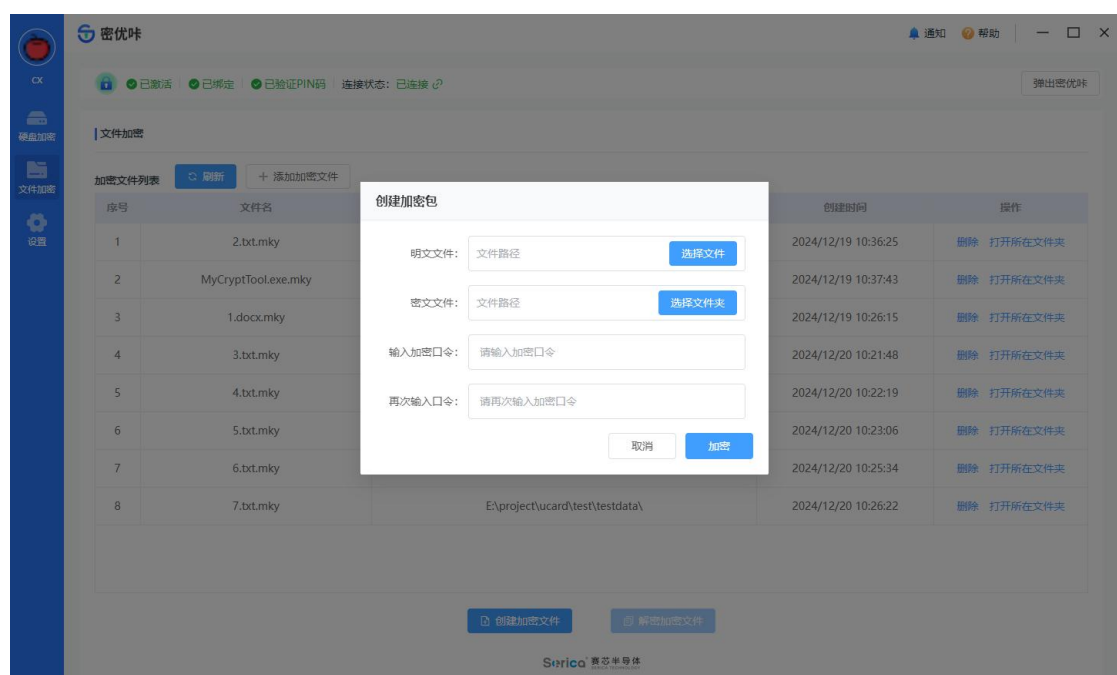 密优咔 通知 帮助
CX
已激活 已绑定 已验证PIN码 连接状态: 已连接 弹出密优咔
硬盘加密
文件加密
文件加密
加密文件列表 刷新 + 添加加密文件
设置
序号 文件名 创建时间 操作
1 2.txt.mky 2024/12/19 10:36:25 删除 打开所在文件夹
2 MyCryptTool.exe.mky 2024/12/19 10:37:43 删除 打开所在文件夹
3 1.docx.mky 2024/12/19 10:26:15 删除 打开所在文件夹
4 3.txt.mky 2024/12/20 10:21:48 删除 打开所在文件夹
5 4.txt.mky 2024/12/20 10:22:19 删除 打开所在文件夹
6 5.txt.mky 2024/12/20 10:23:06 删除 打开所在文件夹
7 6.txt.mky 2024/12/20 10:25:34 删除 打开所在文件夹
8 7.txt.mky E:\project\ucard\test\testdata\ 2024/12/20 10:26:22 删除 打开所在文件夹
创建加密包
明文文件: 文件路径 选择文件
密文文件: 文件路径 选择文件夹
输入加密口令: 请输入加密口令
再次输入口令: 请再次输入加密口令
取消 加密
创建加密文件 解密加密文件
Serica 赛芯半导体